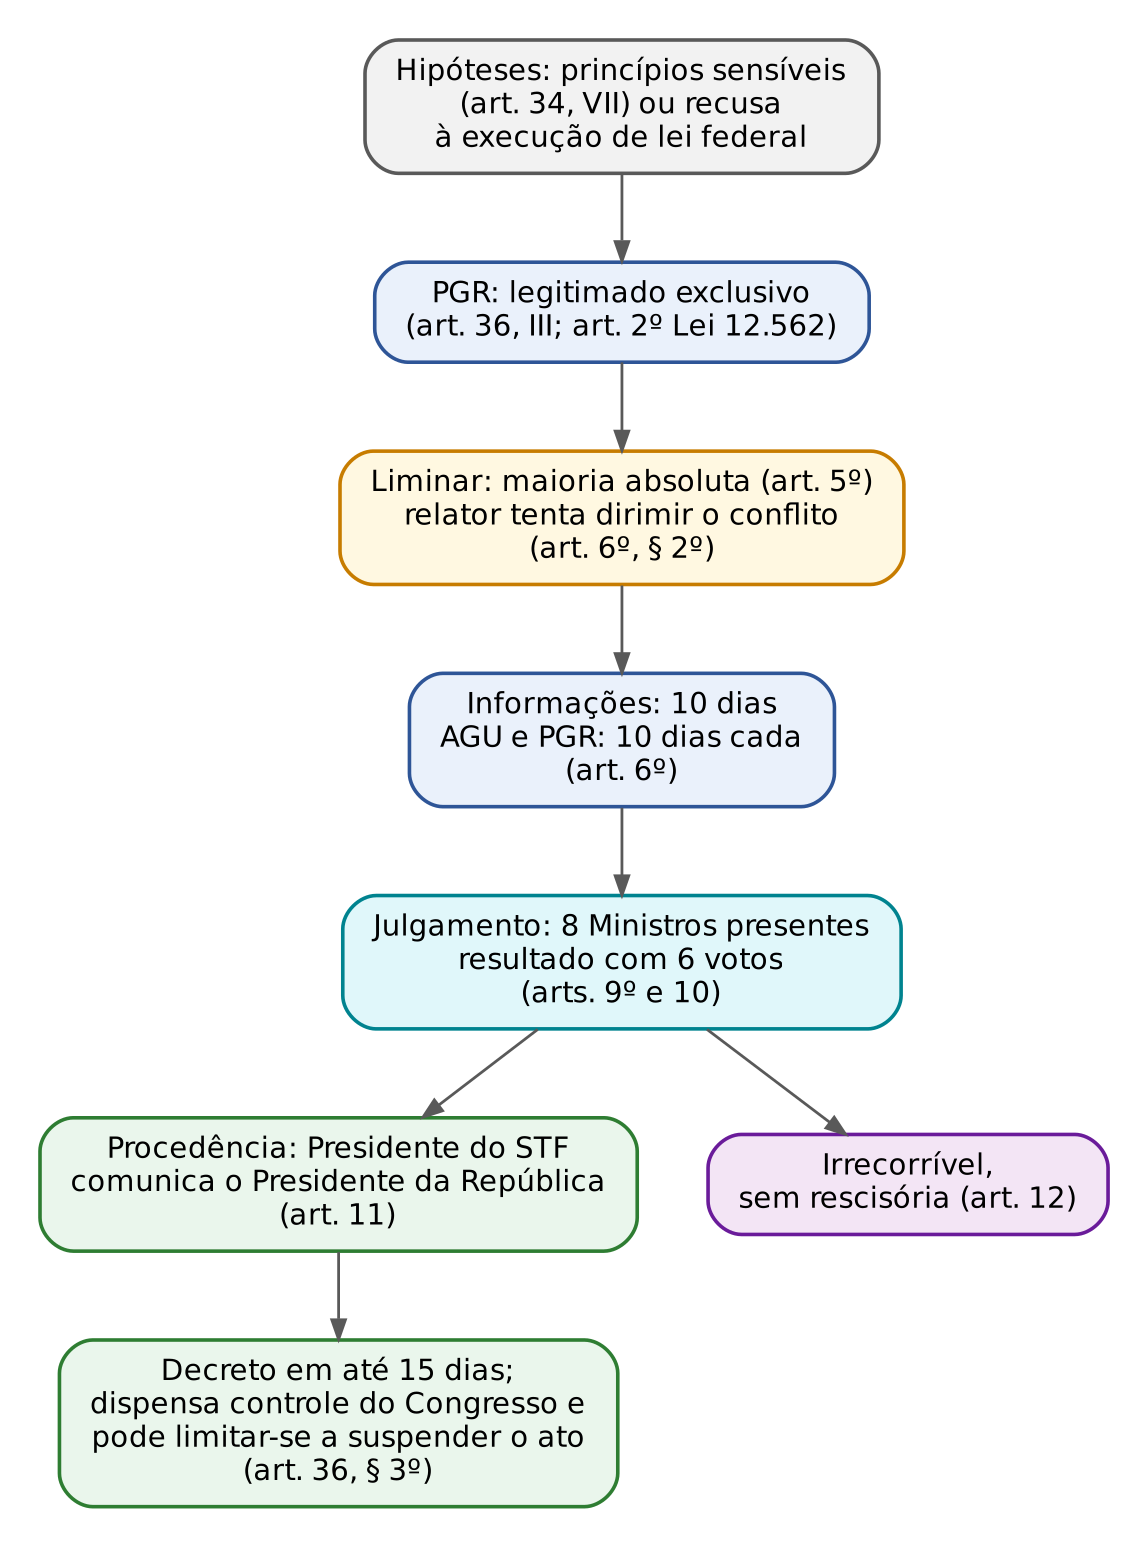 Hipóteses: princípios sensíveis
(art. 34, VII) ou recusa
à execução de lei federal
PGR: legitimado exclusivo
(art. 36, III; art. 2º Lei 12.562)
Liminar: maioria absoluta (art. 5º)
relator tenta dirimir o conflito
(art. 6º, § 2º)
Informações: 10 dias
AGU e PGR: 10 dias cada
(art. 6º)
Julgamento: 8 Ministros presentes
resultado com 6 votos
(arts. 9º e 10)
Procedência: Presidente do STF
comunica o Presidente da República
(art. 11)
Irrecorrível,
sem rescisória (art. 12)
Decreto em até 15 dias;
dispensa controle do Congresso e
pode limitar-se a suspender o ato
(art. 36, § 3º)